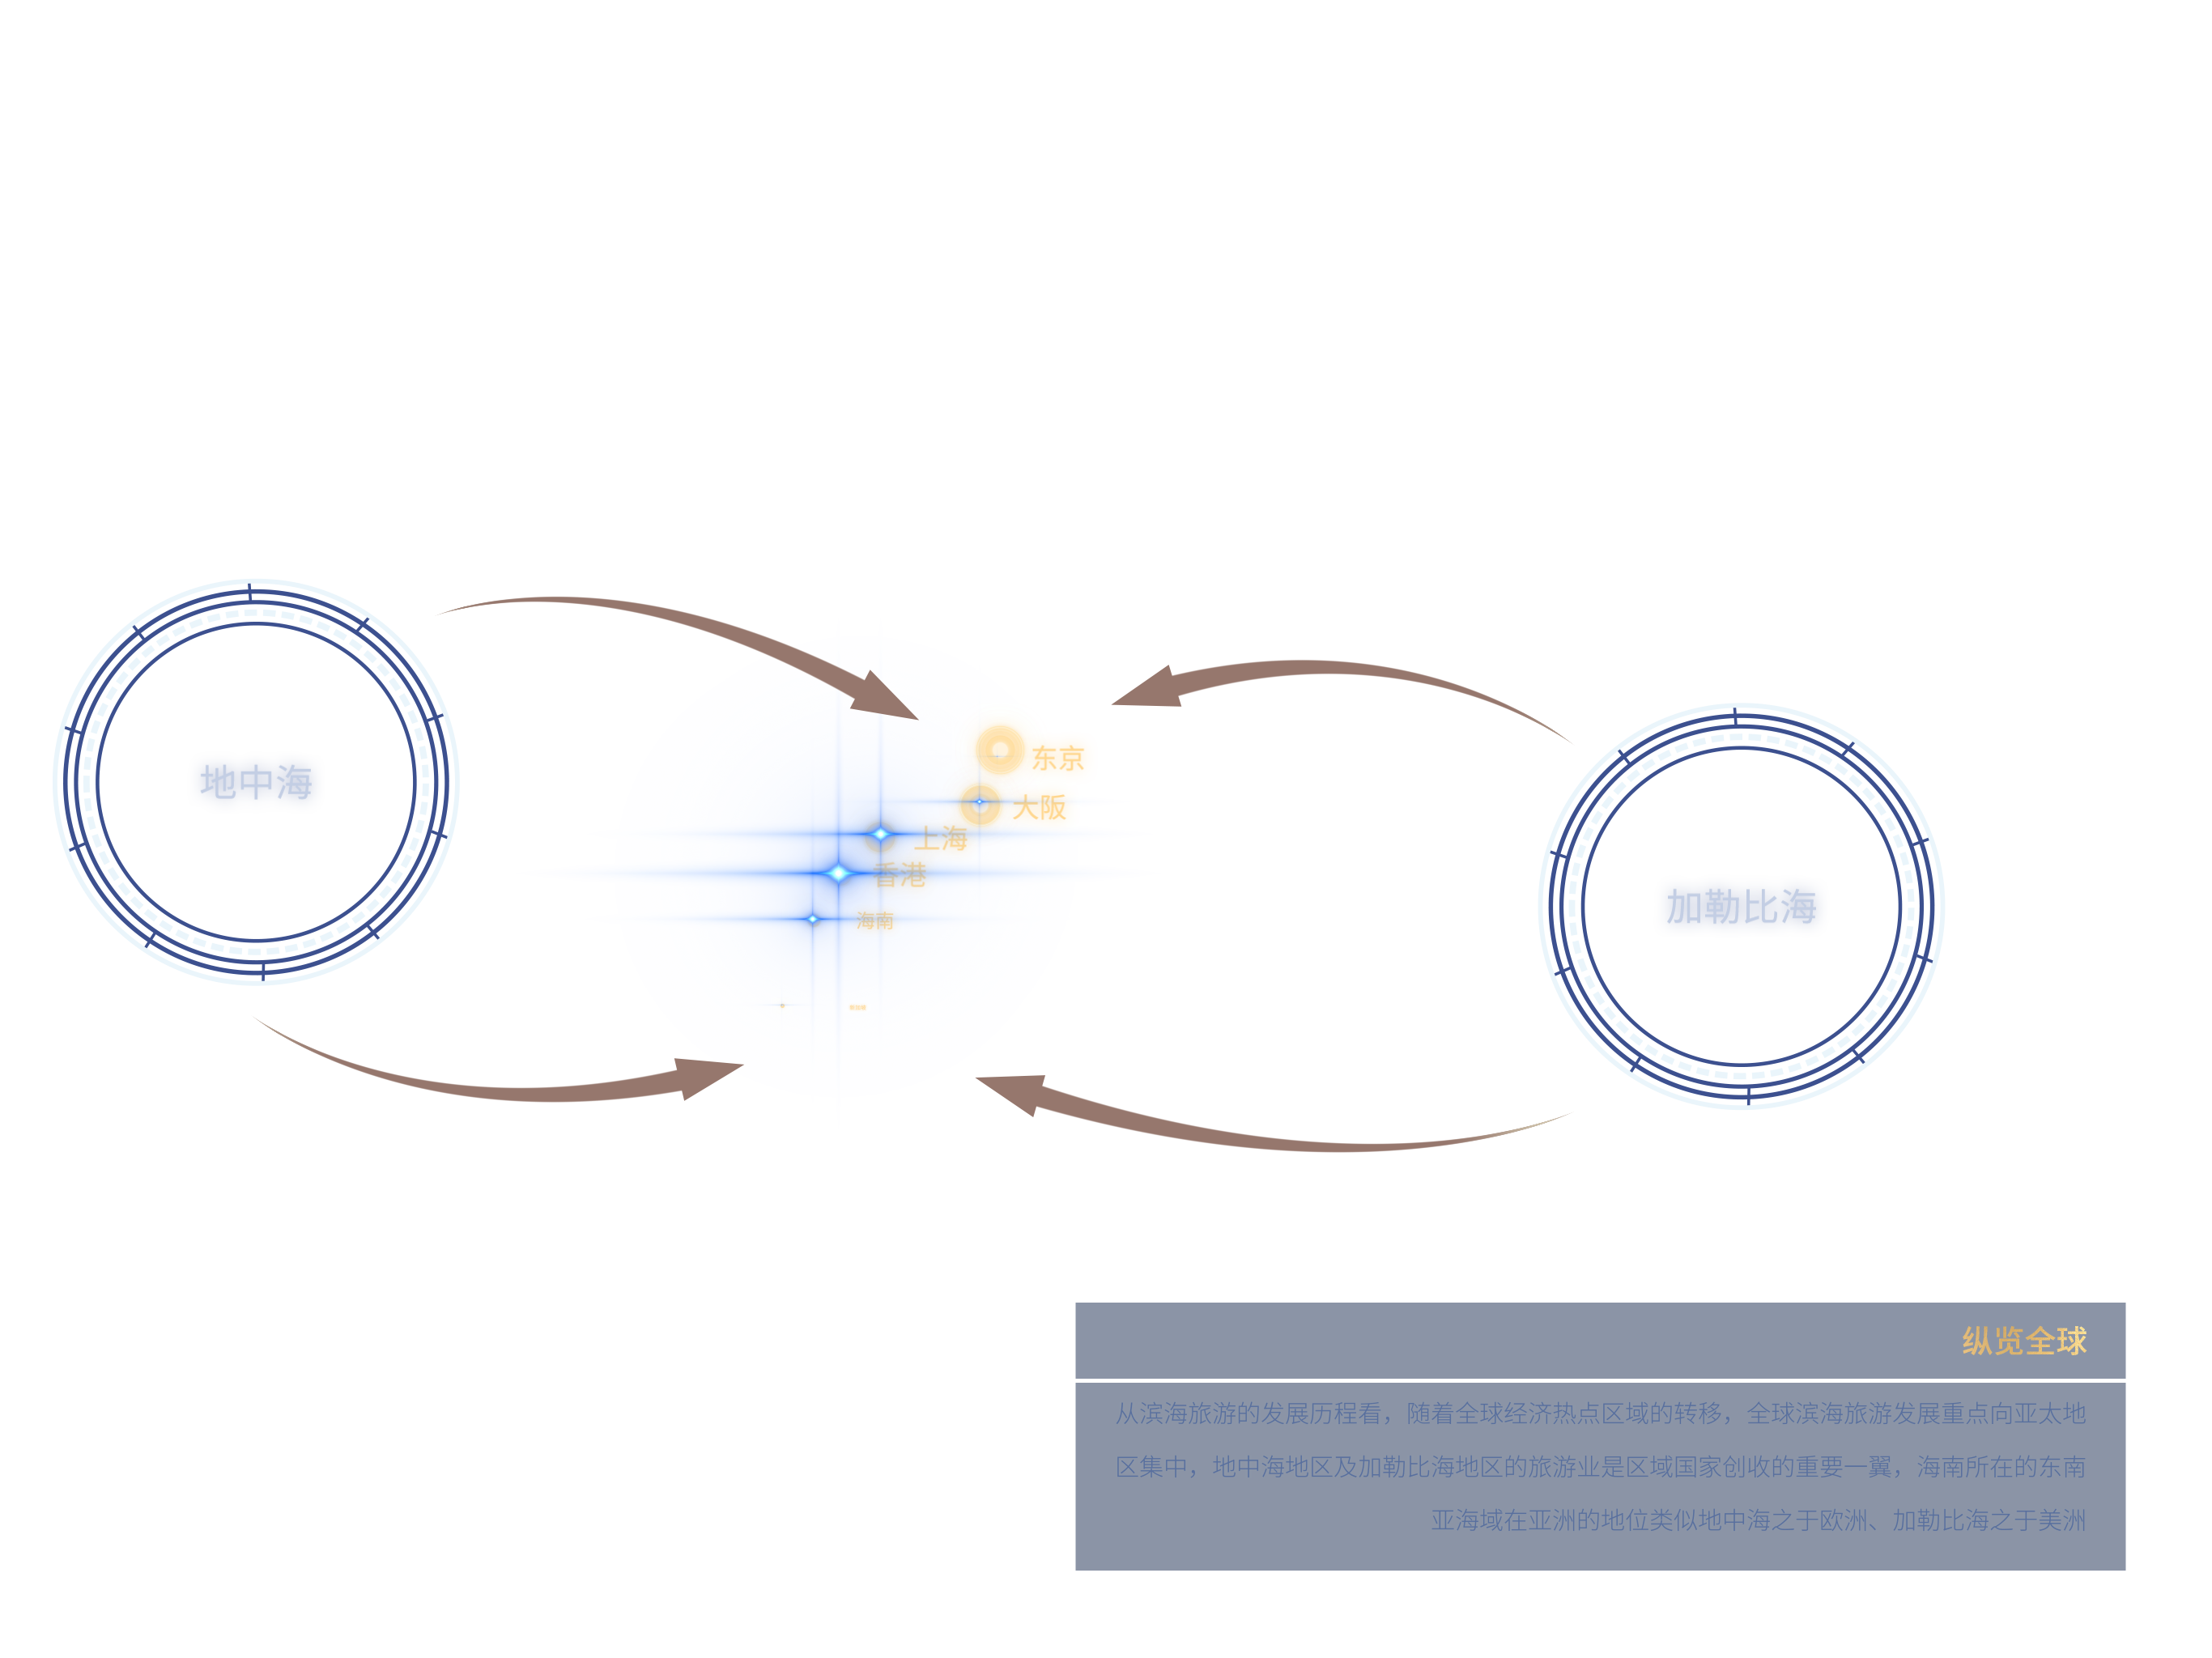 东京
地中海
大阪
上海
香港
加勒比海
海南
纵览全球
从滨海旅游的发展历程看，随着全球经济热点区域的转移，全球滨海旅游发展重点向亚太地
区集中，地中海地区及加勒比海地区的旅游业是区域国家创收的重要一翼，海南所在的东南
亚海域在亚洲的地位类似地中海之于欧洲、加勒比海之于美洲